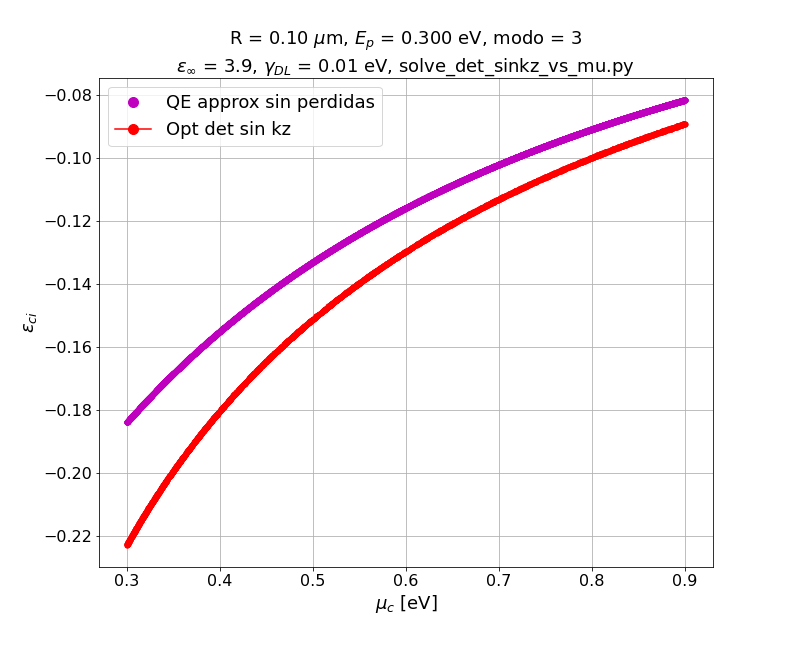 R = 0.10 μm, E_p = 0.300 eV, modo = 3
ε_∞ = 3.9, γ_DL = 0.01 eV, solve_det_sinkz_vs_mu.py
QE approx sin perdidas
Opt det sin kz
−0.08
−0.10
−0.12
−0.14
−0.16
−0.18
−0.20
−0.22
ε_ci
0.3 0.4 0.5 0.6 0.7 0.8 0.9
μ_c [eV]